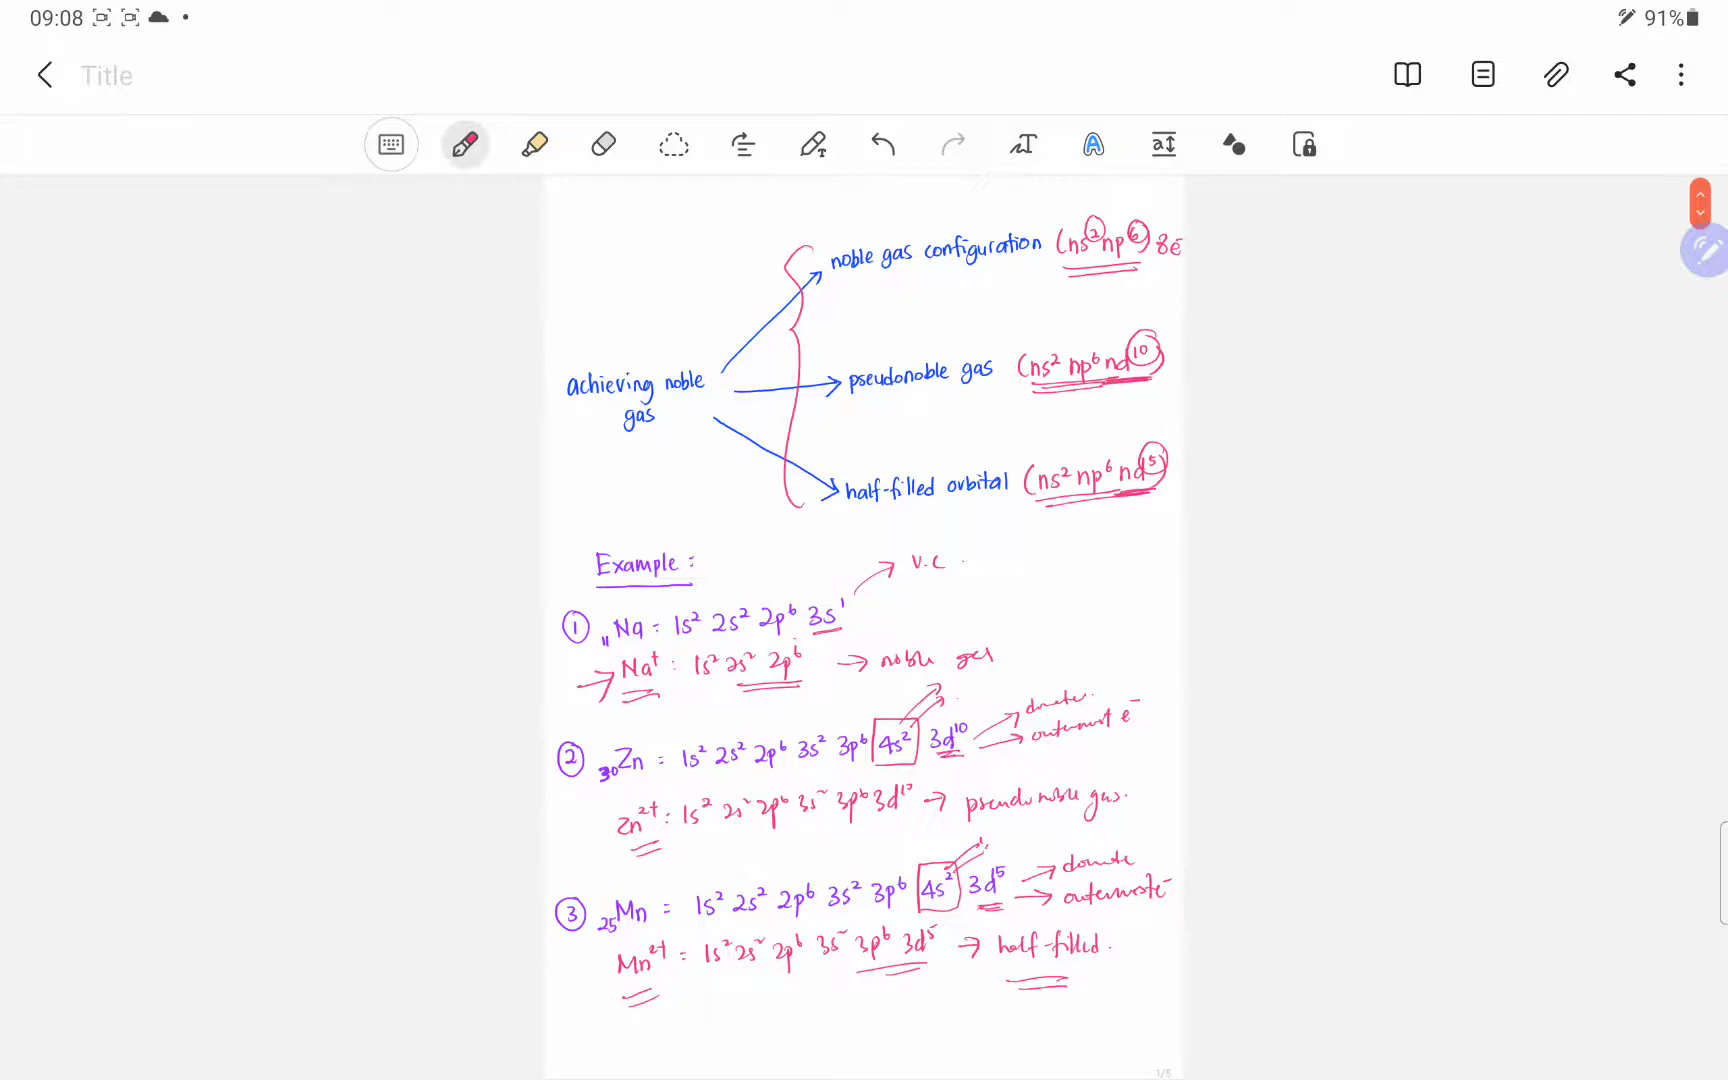 09:08
91%
Title
noble gas configuration (ns² np⁶) 8e⁻
achieving noble gas
pseudonoble gas (ns² np⁶ nd¹⁰)
half-filled orbital (ns² np⁶ nd⁵)
Example :
V.C
① ₁₁Na : 1s² 2s² 2p⁶ 3s¹
Na⁺ : 1s² 2s² 2p⁶ → noble gas
② ₃₀Zn = 1s² 2s² 2p⁶ 3s² 3p⁶ 4s² 3d¹⁰
donate
outermost e⁻
Zn²⁺ : 1s² 2s² 2p⁶ 3s² 3p⁶ 3d¹⁰ → pseudonoble gas.
③ ₂₅Mn = 1s² 2s² 2p⁶ 3s² 3p⁶ 4s² 3d⁵
donate
outermost e⁻
Mn²⁺ = 1s² 2s² 2p⁶ 3s² 3p⁶ 3d⁵ → half-filled.
1/5